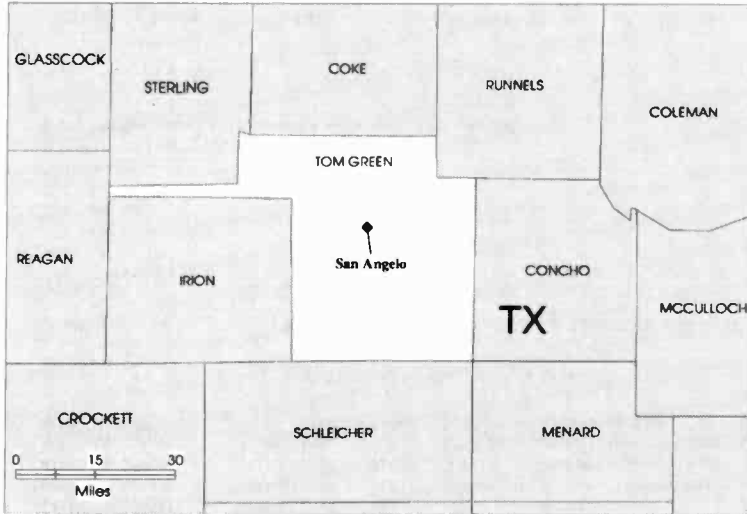 GLASSCOCK
STERLING
COKE
RUNNELS
COLEMAN
TOM GREEN
REAGAN
IRION
San Angelo
CONCHO
TX
MCCULLOCH
CROCKETT
SCHLEICHER
MENARD
0 15 30
Miles